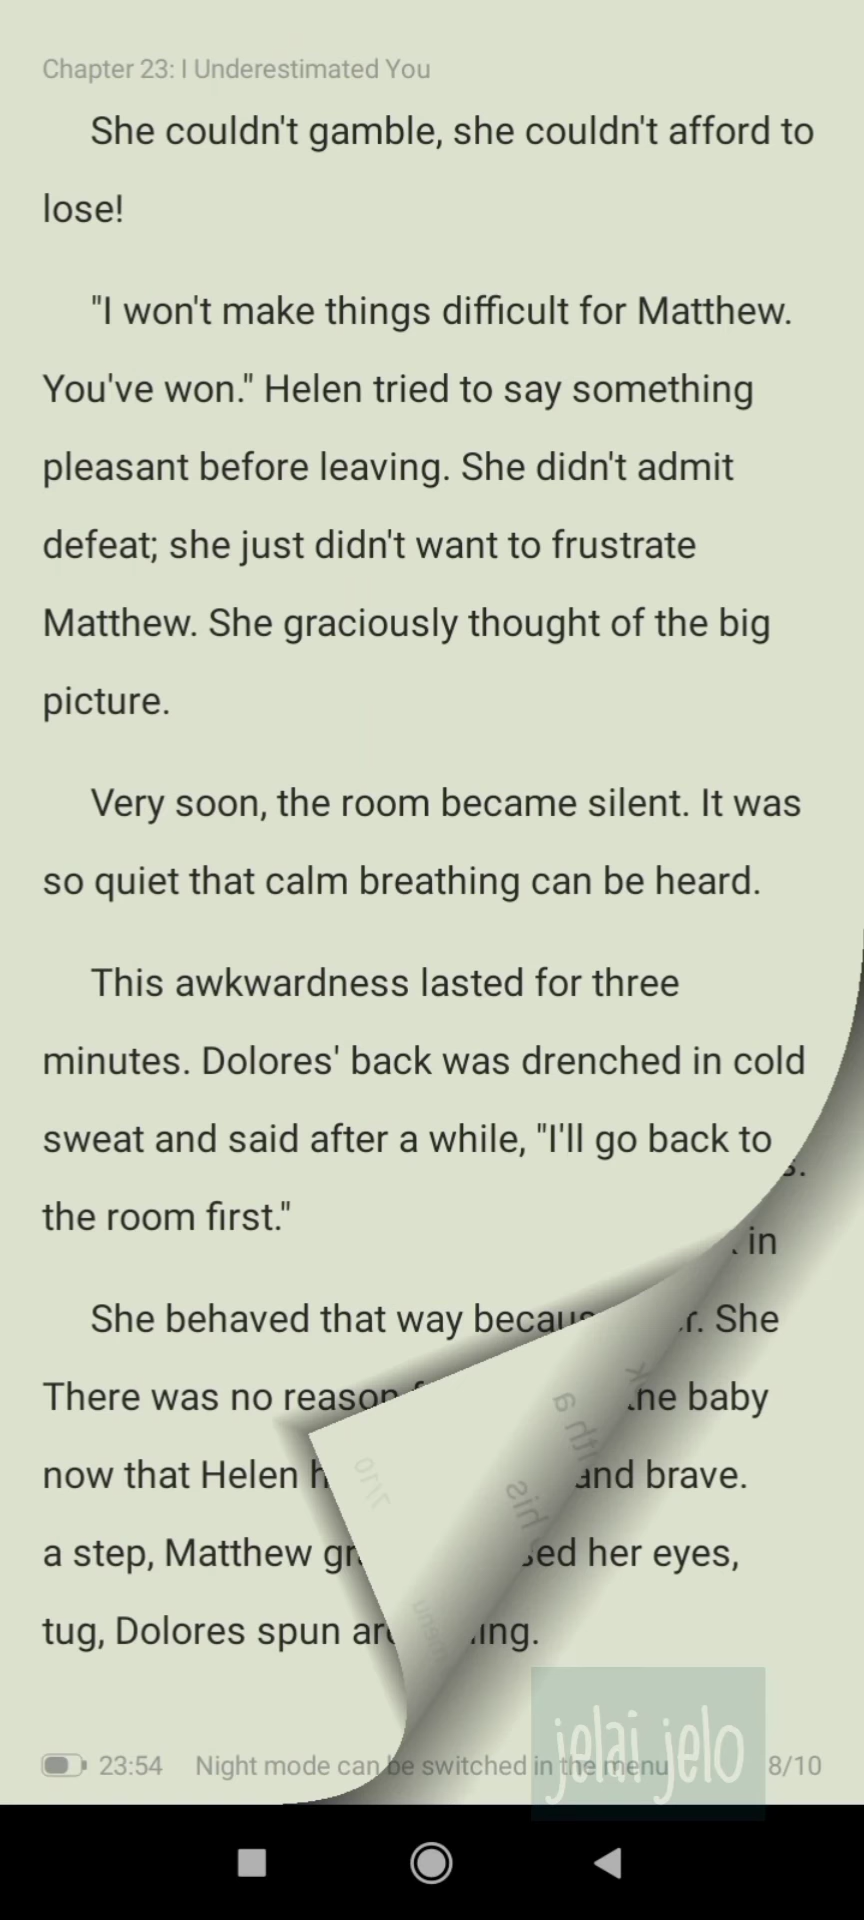 Chapter 23: I Underestimated You
She couldn't gamble, she couldn't afford to
lose!
"I won't make things difficult for Matthew.
You've won." Helen tried to say something
pleasant before leaving. She didn't admit
defeat; she just didn't want to frustrate
Matthew. She graciously thought of the big
picture.
Very soon, the room became silent. It was
so quiet that calm breathing can be heard.
This awkwardness lasted for three
minutes. Dolores' back was drenched in cold
sweat and said after a while, "I'll go back to
the room first."
in
She behaved that way She
There was no reason baby
now that Helen and brave.
a step, Matthew her eyes,
tug, Dolores spun
23:54 Night mode can be switched in the menu 8/10
jelai jelo